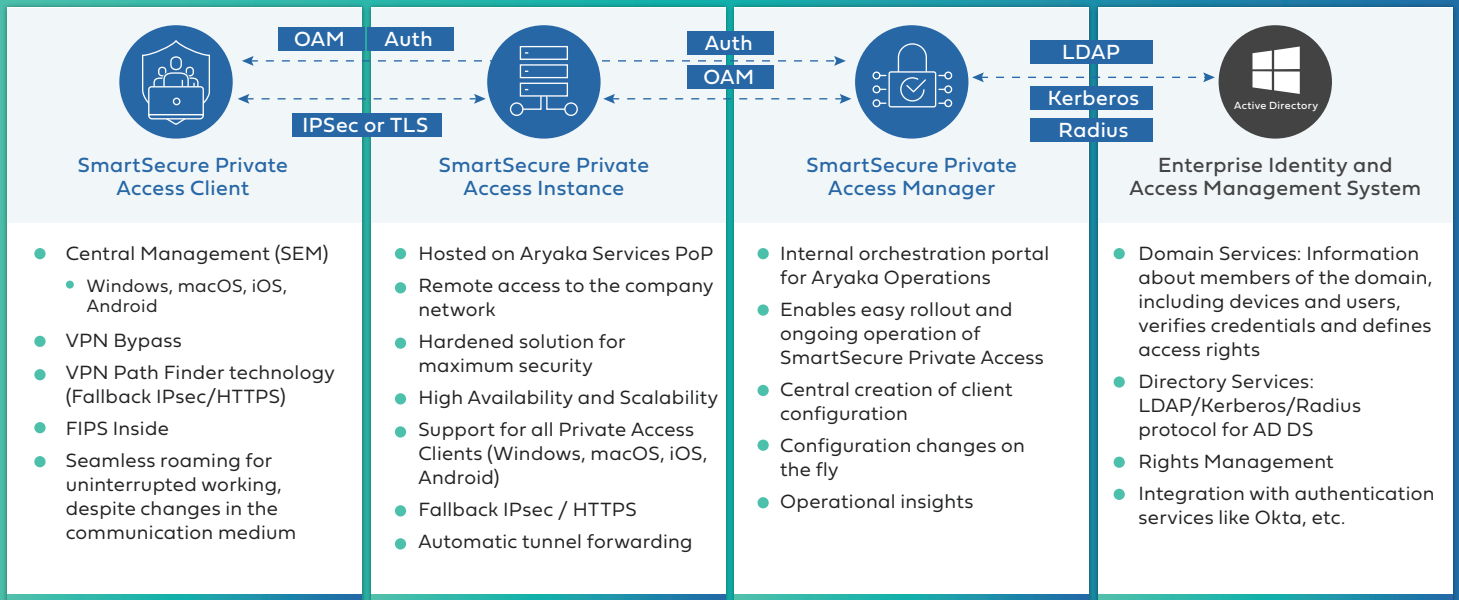 OAM Auth
IPSec or TLS
Auth
OAM
LDAP
Kerberos
Radius
Active Directory
SmartSecure Private
Access Client
SmartSecure Private
Access Instance
SmartSecure Private
Access Manager
Enterprise Identity and
Access Management System
Central Management (SEM)
Windows, macOS, iOS,
Android
VPN Bypass
VPN Path Finder technology
(Fallback IPsec/HTTPS)
FIPS Inside
Seamless roaming for
uninterrupted working,
despite changes in the
communication medium
Hosted on Aryaka Services PoP
Remote access to the company
network
Hardened solution for
maximum security
High Availability and Scalability
Support for all Private Access
Clients (Windows, macOS, iOS,
Android)
Fallback IPsec / HTTPS
Automatic tunnel forwarding
Internal orchestration portal
for Aryaka Operations
Enables easy rollout and
ongoing operation of
SmartSecure Private Access
Central creation of client
configuration
Configuration changes on
the fly
Operational insights
Domain Services: Information
about members of the domain,
including devices and users,
verifies credentials and defines
access rights
Directory Services:
LDAP/Kerberos/Radius
protocol for AD DS
Rights Management
Integration with authentication
services like Okta, etc.